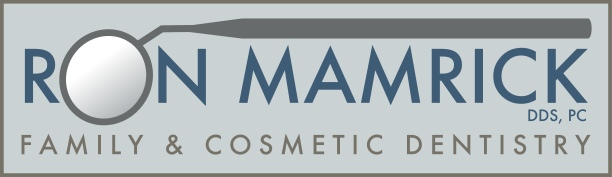 RON MAMRICK
DDS, PC
FAMILY & COSMETIC DENTISTRY